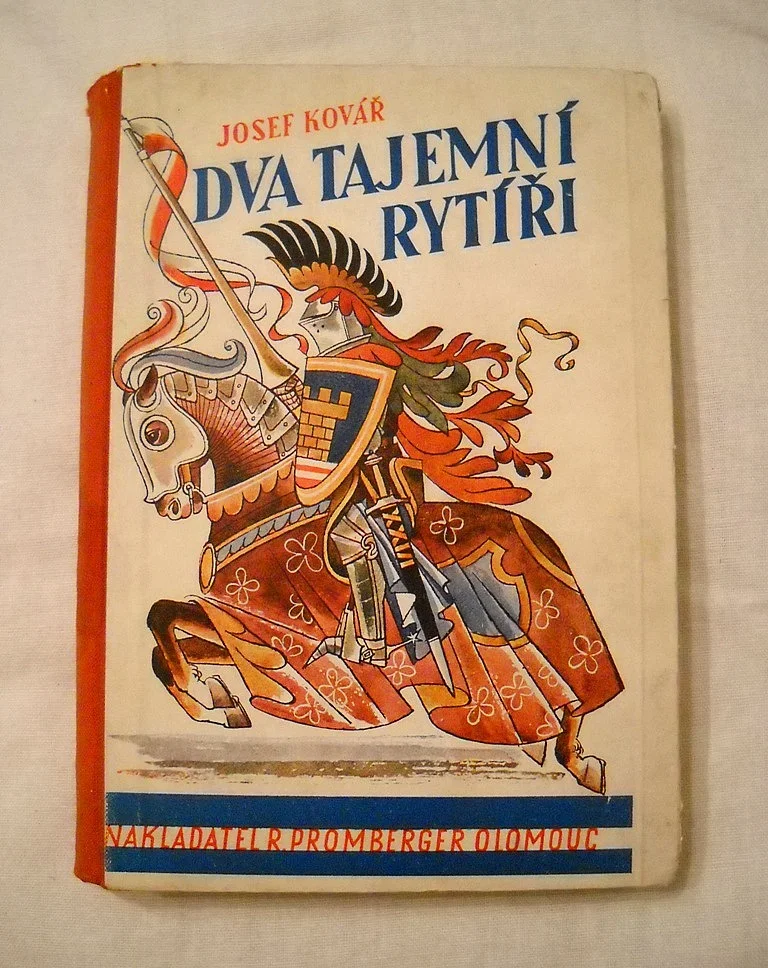 JOSEF KOVÁŘ
DVA TAJEMNÍ
RYTÍŘI
NAKLADATEL R. PROMBERGER OLOMOUC